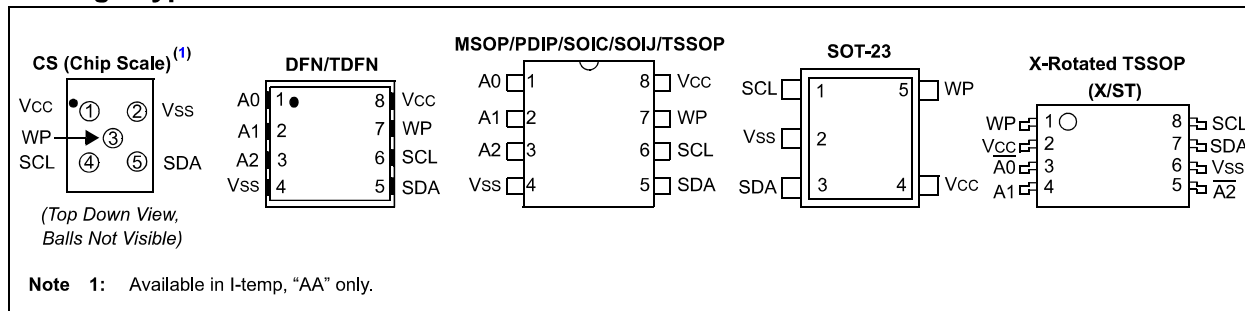 CS (Chip Scale)(1)
VCC 1 2 VSS
WP 3
SCL 4 5 SDA
(Top Down View,
Balls Not Visible)
DFN/TDFN
A0 1 8 VCC
A1 2 7 WP
A2 3 6 SCL
VSS 4 5 SDA
MSOP/PDIP/SOIC/SOIJ/TSSOP
A0 1 8 VCC
A1 2 7 WP
A2 3 6 SCL
VSS 4 5 SDA
SOT-23
SCL 1 5 WP
VSS 2
SDA 3 4 VCC
X-Rotated TSSOP
(X/ST)
WP 1 8 SCL
VCC 2 7 SDA
A0 3 6 VSS
A1 4 5 A2
Note 1: Available in I-temp, “AA” only.